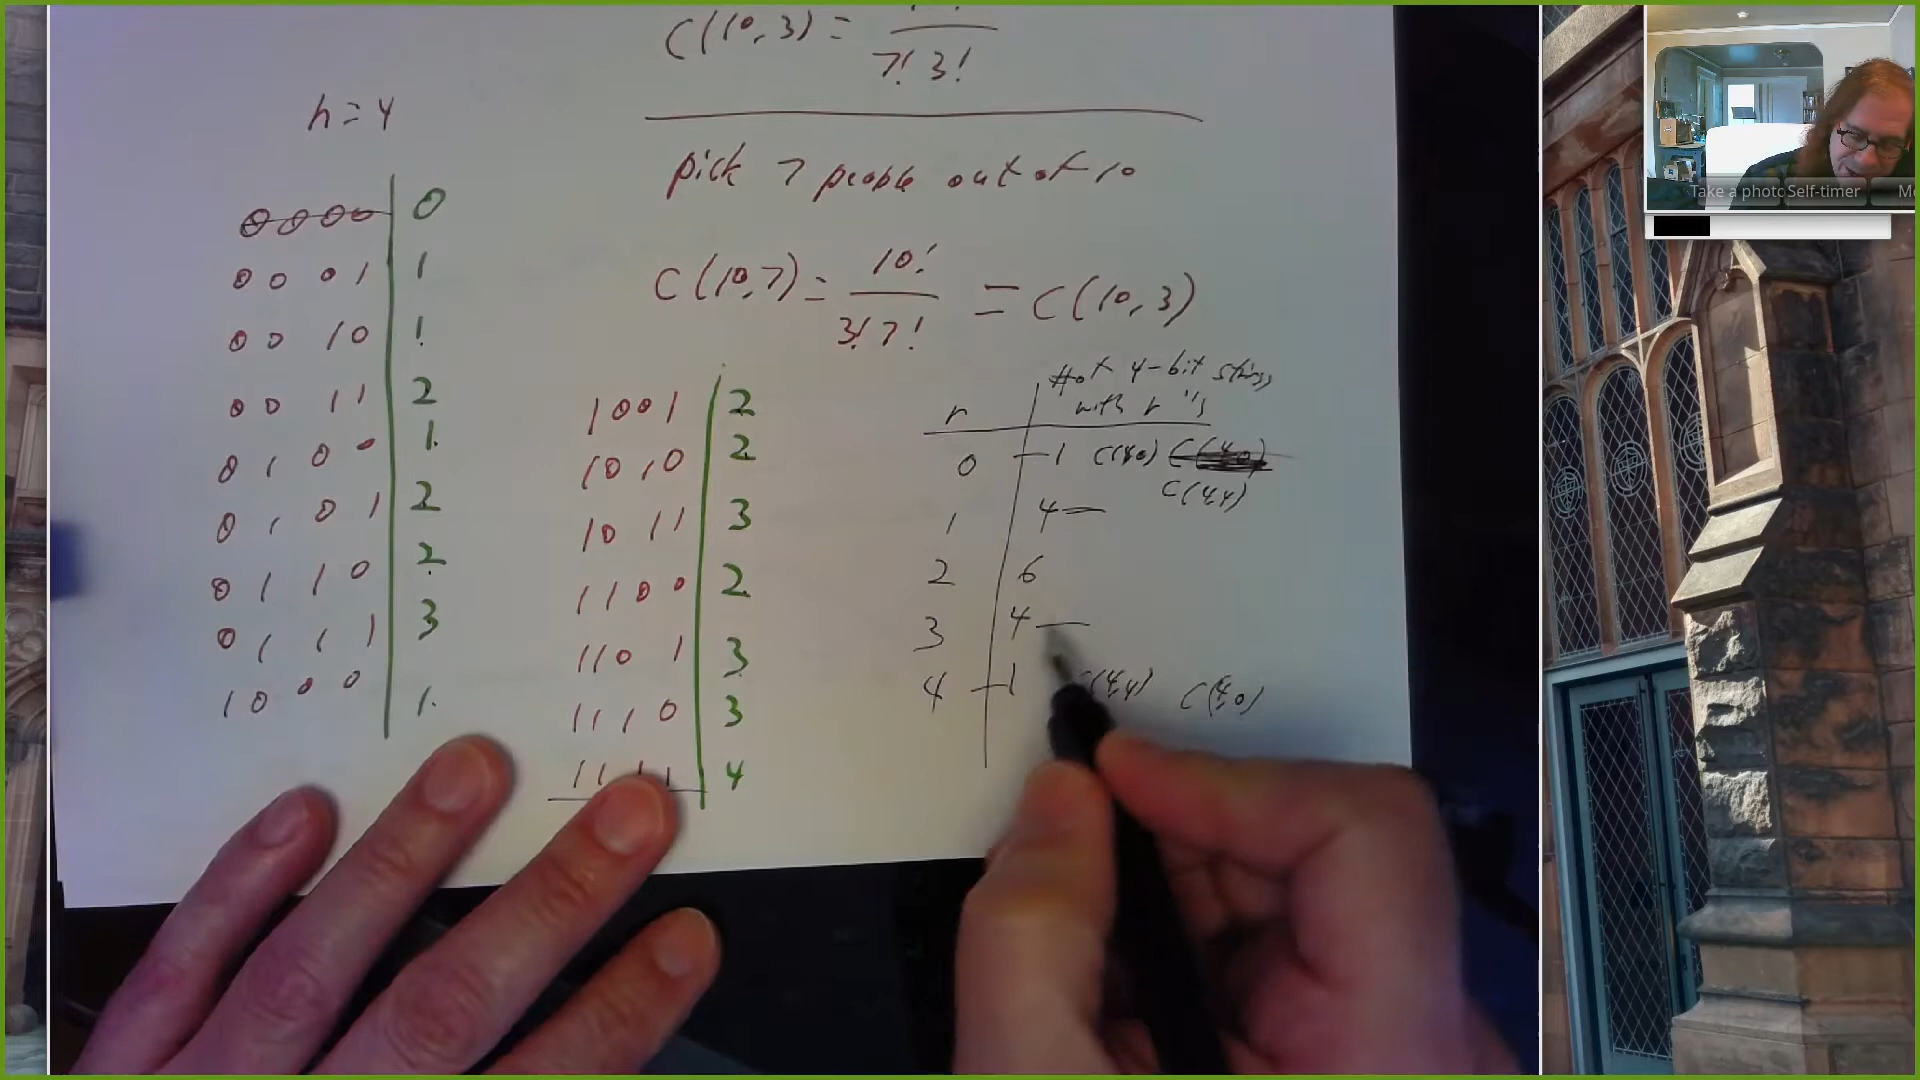 C(10,3) =
7! 3!
n=4
pick 7 people out of 10
C(10,7) = 10! / 3! 7! = C(10,3)
0000 | 0
0001 | 1
0010 | 1
0011 | 2
0100 | 1
0101 | 2
0110 | 2
0111 | 3
1000 | 1
1001 | 2
1010 | 2
1011 | 3
1100 | 2
1101 | 3
1110 | 3
1111 | 4
r | # of 4-bit strings
with r 1's
0 | 1 C(4,0)
C(4,4)
1 | 4
2 | 6
3 | 4
4 | 1 C(4,4) C(4,0)
Take a photo Self-timer